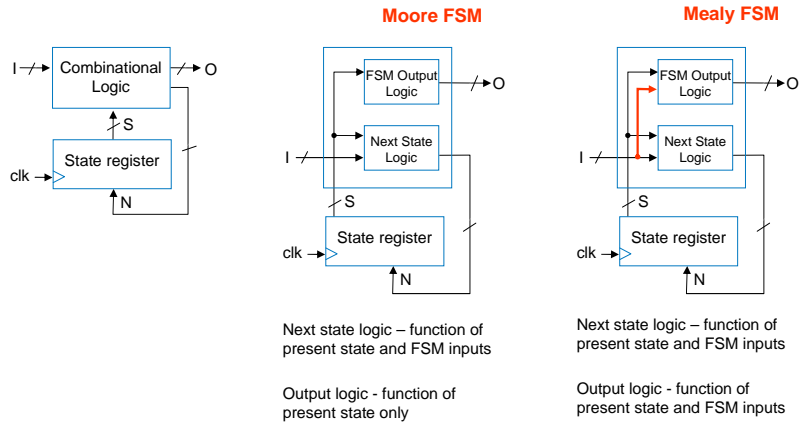 Moore FSM
Mealy FSM
I
Combinational
Logic
O
S
State register
clk
N
FSM Output
Logic
O
Next State
Logic
I
S
State register
clk
N
Next state logic – function of
present state and FSM inputs
Output logic - function of
present state only
FSM Output
Logic
O
Next State
Logic
I
S
State register
clk
N
Next state logic – function of
present state and FSM inputs
Output logic - function of
present state and FSM inputs